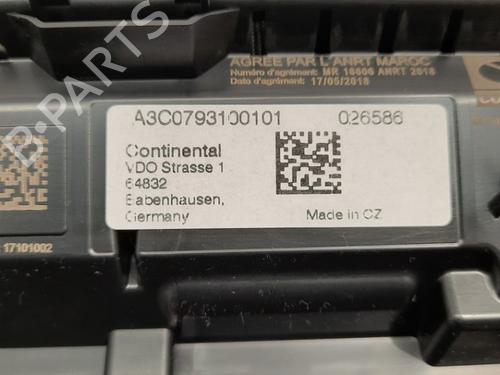 AGREE PAR L'ANRT MAROC
Numéro d'agrément: MR 16606 ANRT 2018
Date d'agrément: 17/05/2018
A3C0793100101 026586
Continental
VDO Strasse 1
64832
Babenhausen,
Germany
Made in CZ
17101002
B-PARTS